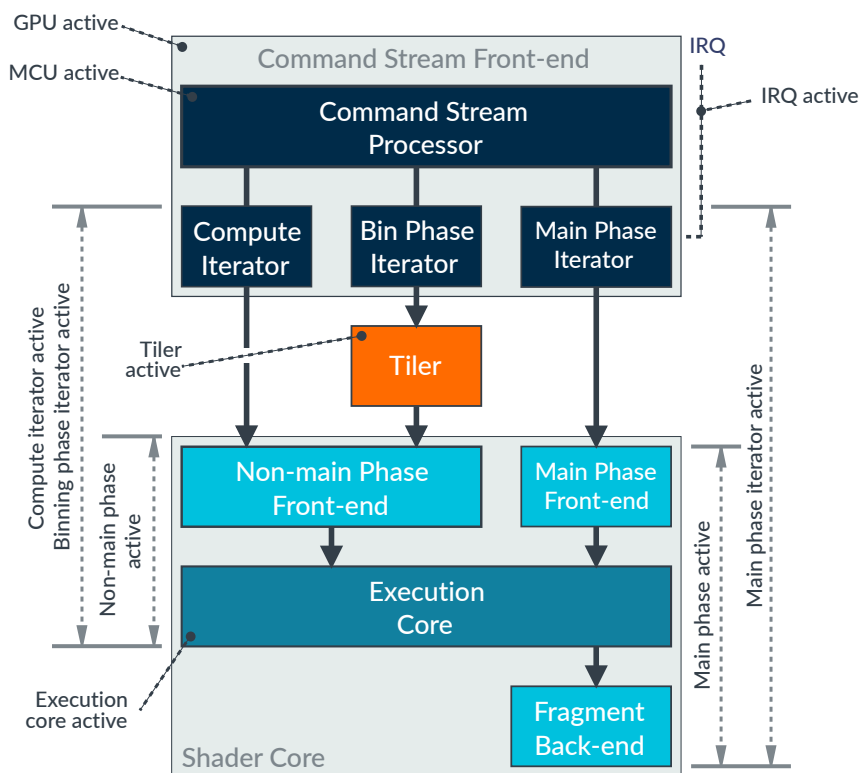 GPU active
Command Stream Front-end
IRQ
MCU active
IRQ active
Command Stream
Processor
Compute
Iterator
Bin Phase
Iterator
Main Phase
Iterator
Tiler
active
Tiler
Compute iterator active
Binning phase iterator active
Non-main phase
active
Non-main Phase
Front-end
Main Phase
Front-end
Main phase active
Main phase iterator active
Execution
Core
Execution
core active
Fragment
Back-end
Shader Core